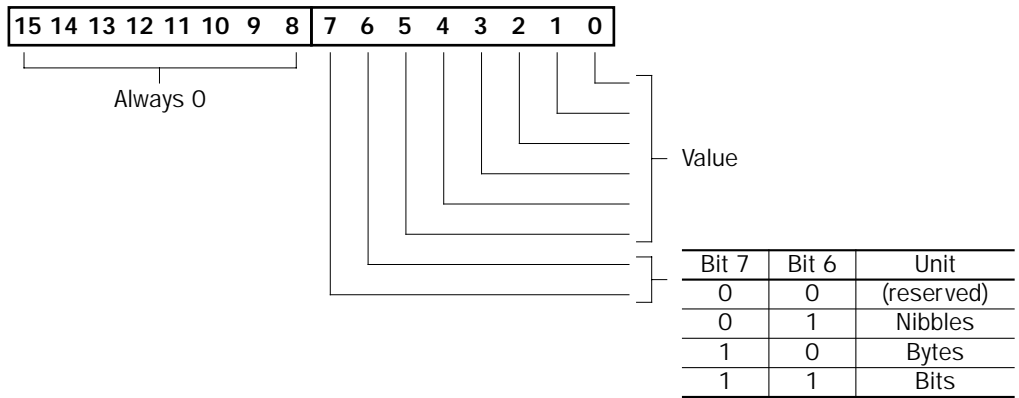 15 14 13 12 11 10 9 8 7 6 5 4 3 2 1 0
Always 0
Value
Bit 7 Bit 6 Unit
0 0 (reserved)
0 1 Nibbles
1 0 Bytes
1 1 Bits